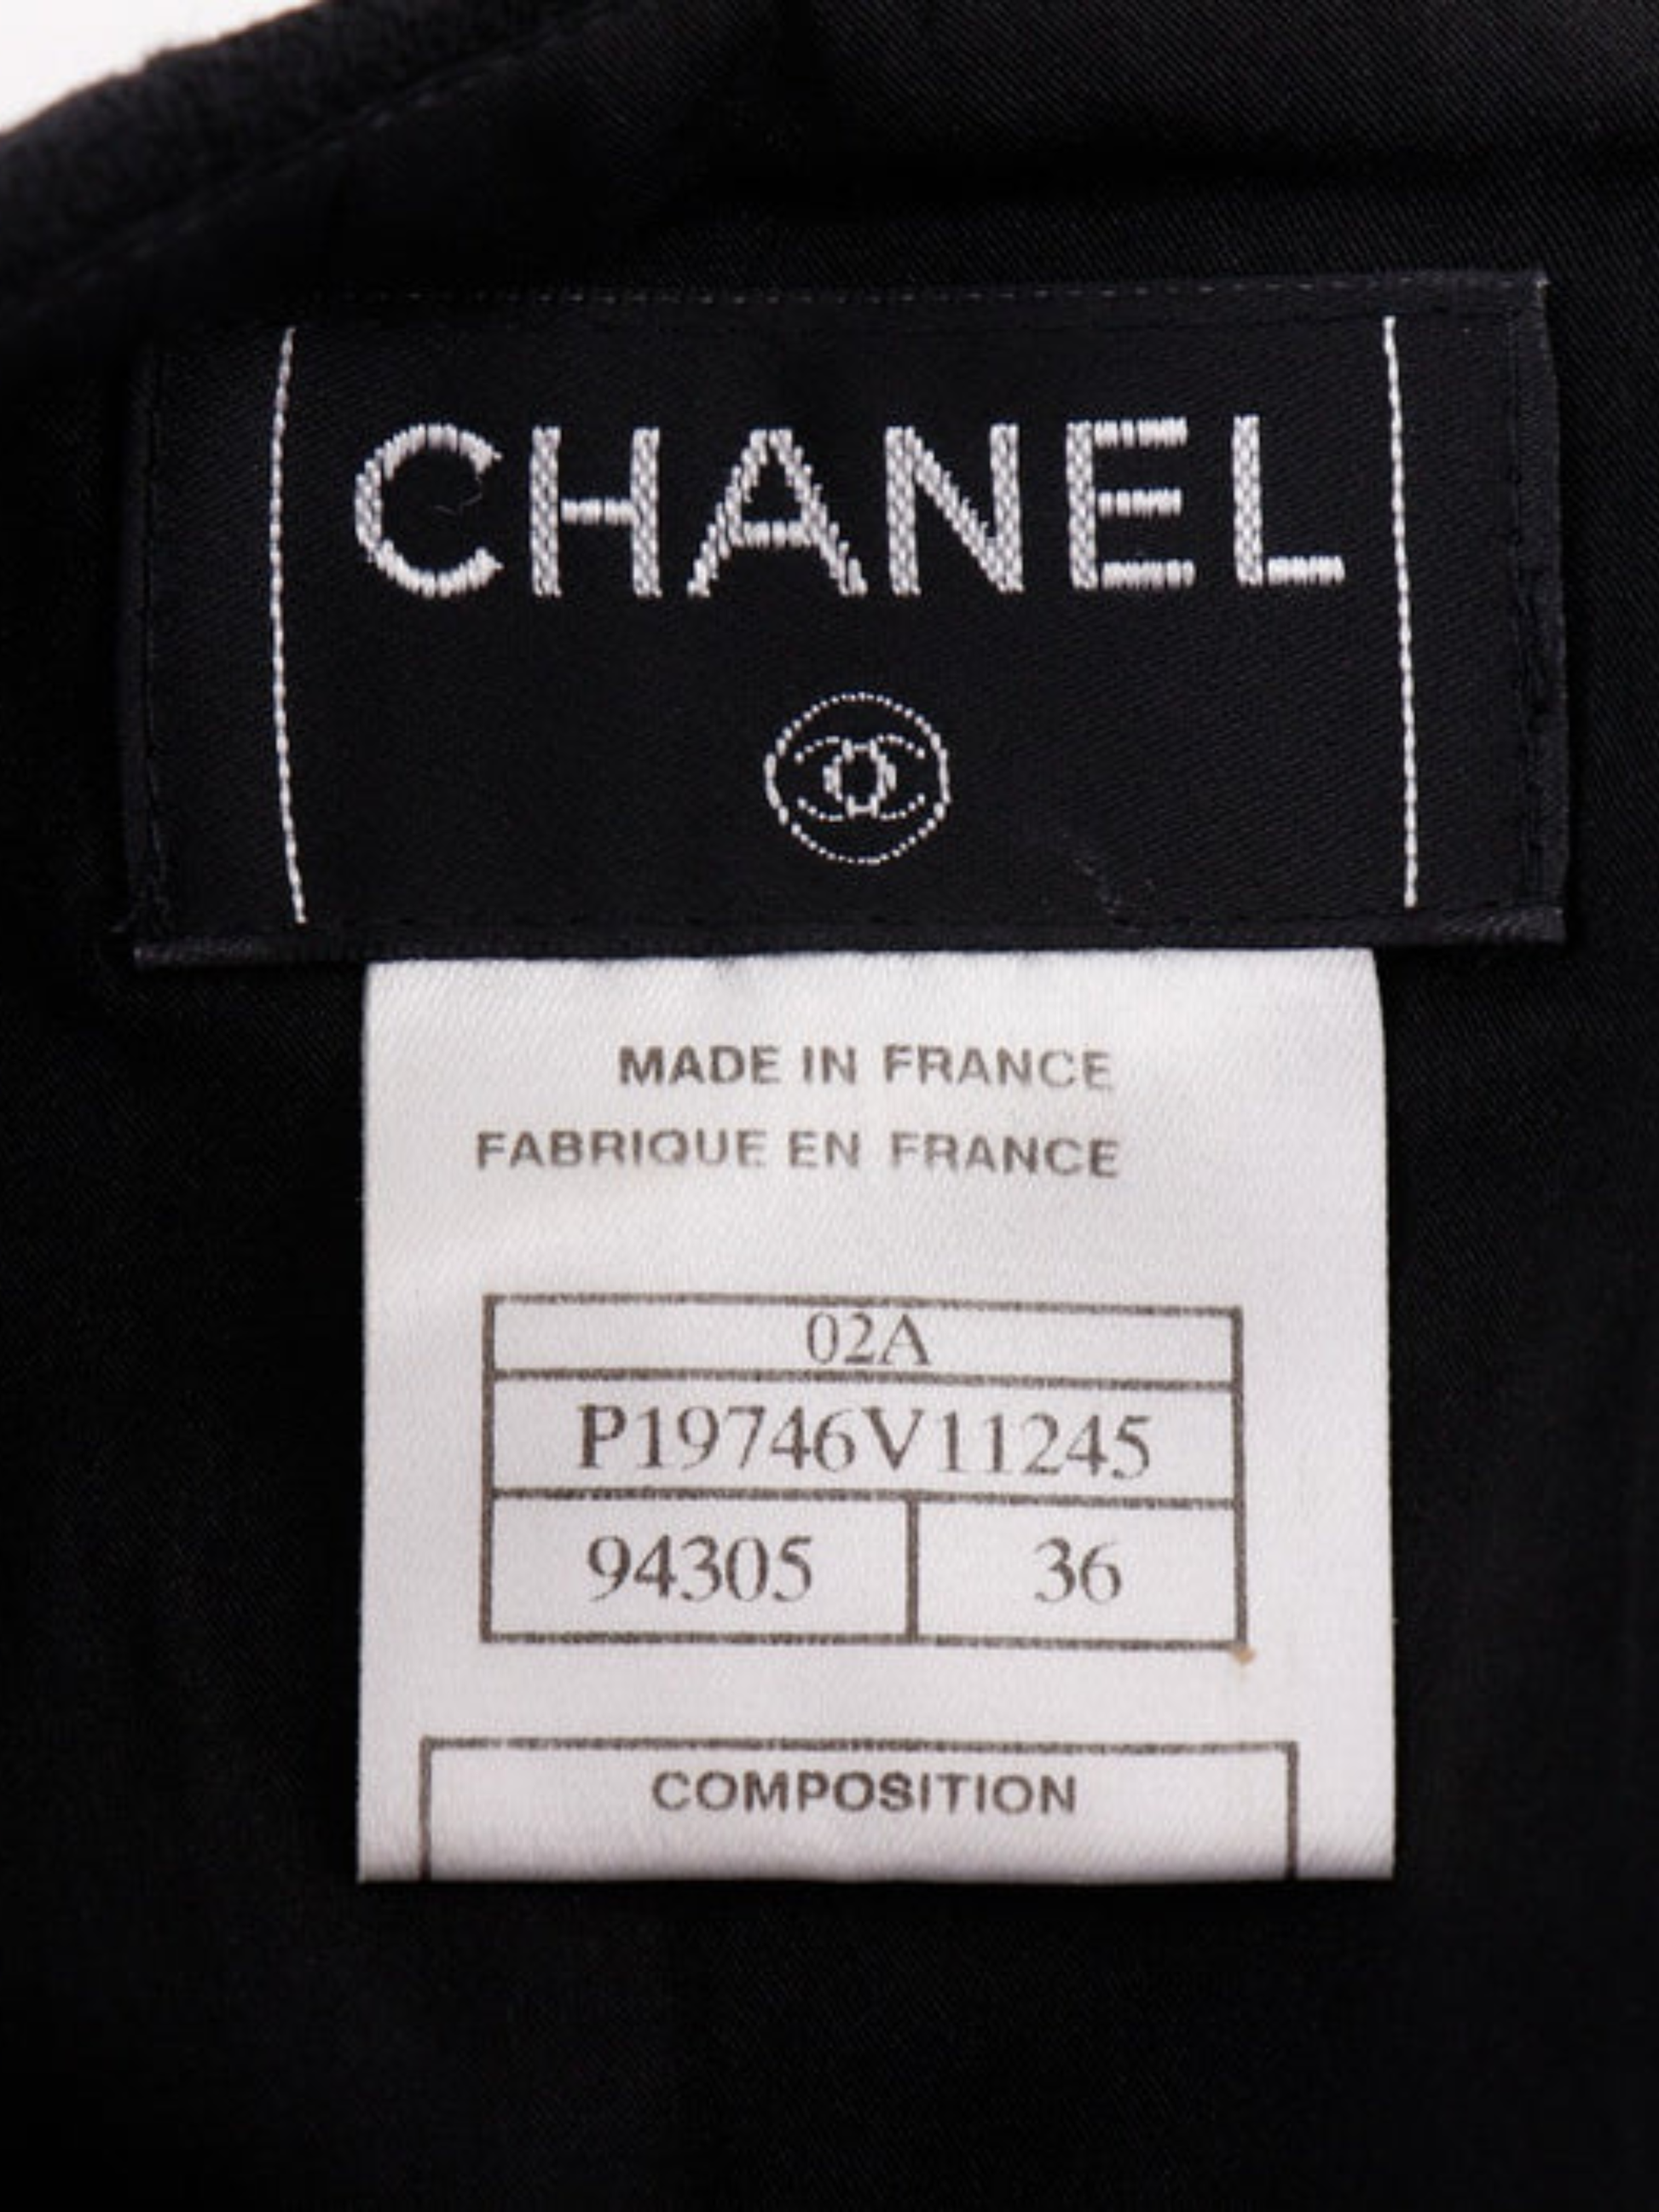 CHANEL
MADE IN FRANCE
FABRIQUE EN FRANCE
02A
P19746V11245
94305 36
COMPOSITION